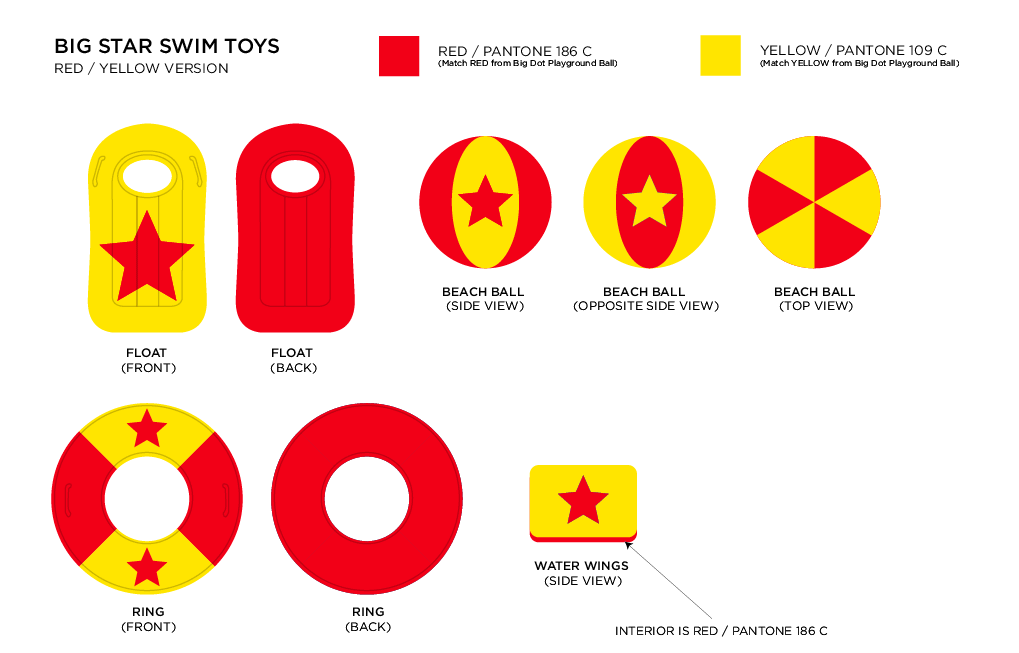 BIG STAR SWIM TOYS
RED / YELLOW VERSION
RED / PANTONE 186 C
(Match RED from Big Dot Playground Ball)
YELLOW / PANTONE 109 C
(Match YELLOW from Big Dot Playground Ball)
FLOAT
(FRONT)
FLOAT
(BACK)
BEACH BALL
(SIDE VIEW)
BEACH BALL
(OPPOSITE SIDE VIEW)
BEACH BALL
(TOP VIEW)
RING
(FRONT)
RING
(BACK)
WATER WINGS
(SIDE VIEW)
INTERIOR IS RED / PANTONE 186 C